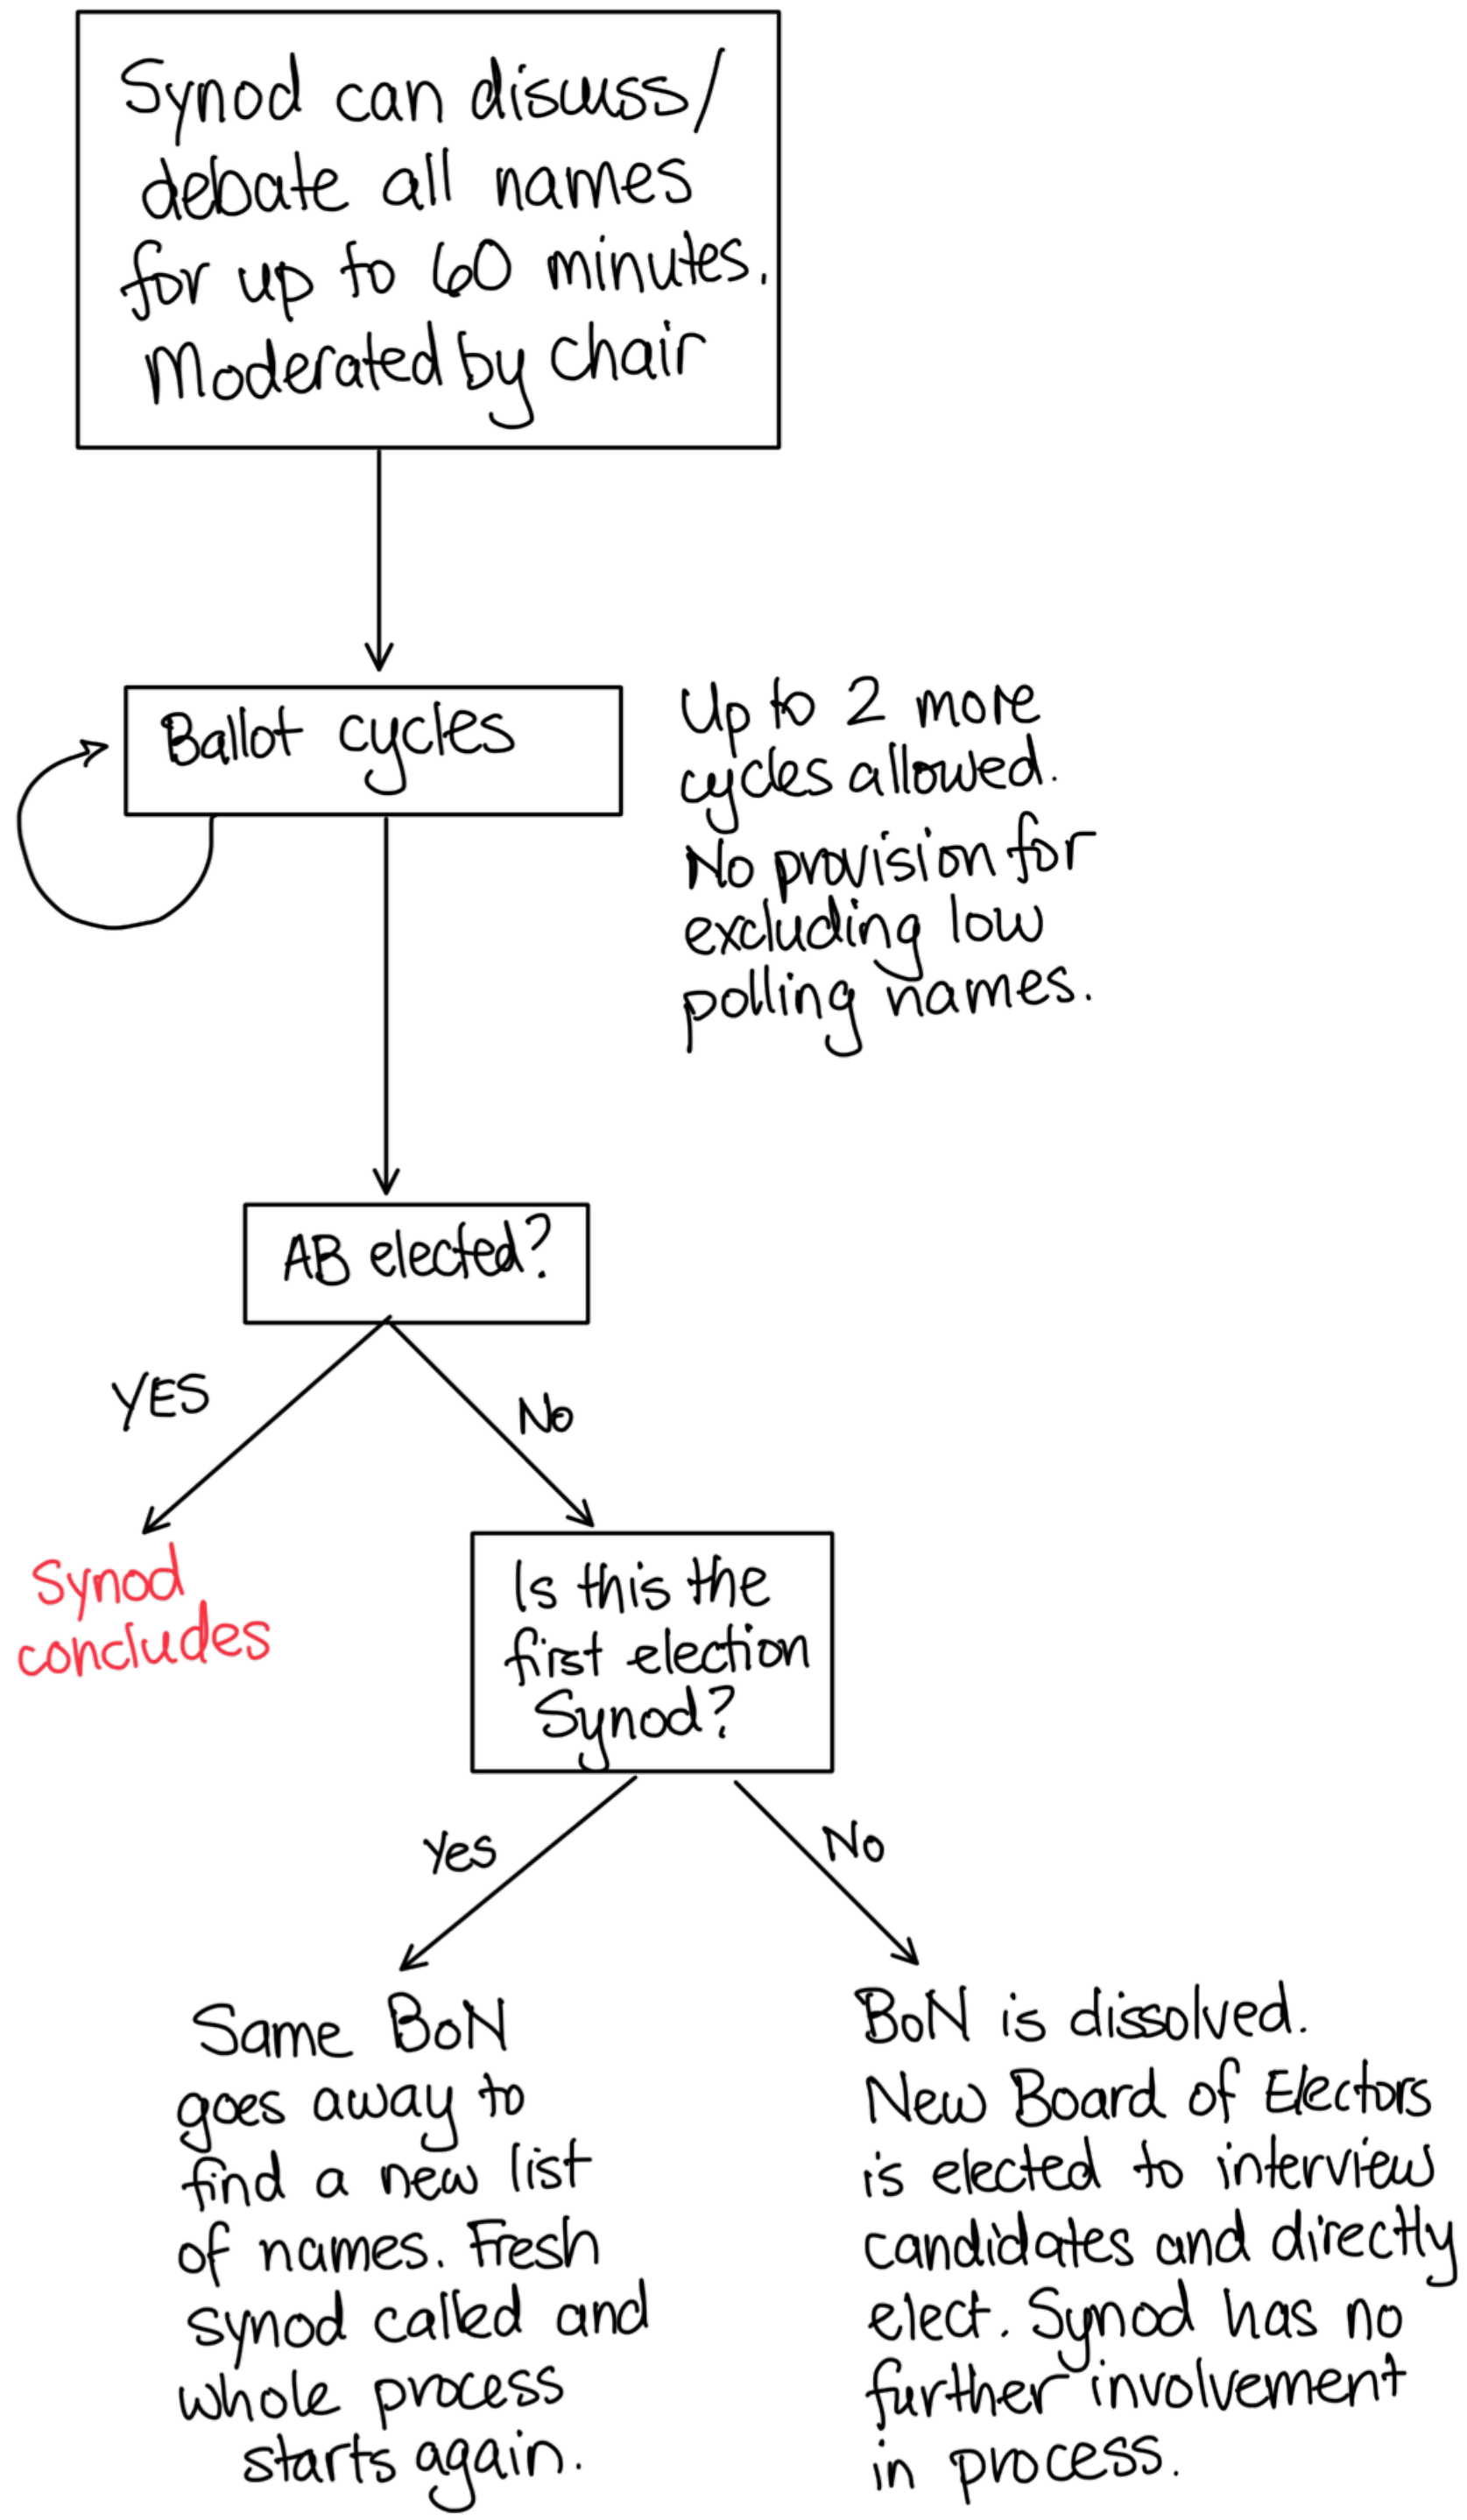 Synod can disuss/
debate all names
for up to 60 minutes.
Moderated by chair
Ballot cycles
Up to 2 more
cycles allowed.
No provision for
excluding low
polling names.
AB elected?
YES
No
Synod
concludes
Is this the
first election
Synod?
Yes
No
Same BoN
goes away to
find a new list
of names. Fresh
synod called and
whole process
starts again.
BoN is dissolved.
New Board of Electors
is elected to interview
candidates and directly
elect. Synod has no
further involvement
in process.